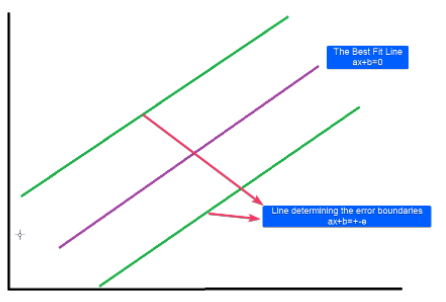 The Best Fit Line
ax+b=0
Line determining the error boundaries
ax+b=+-e